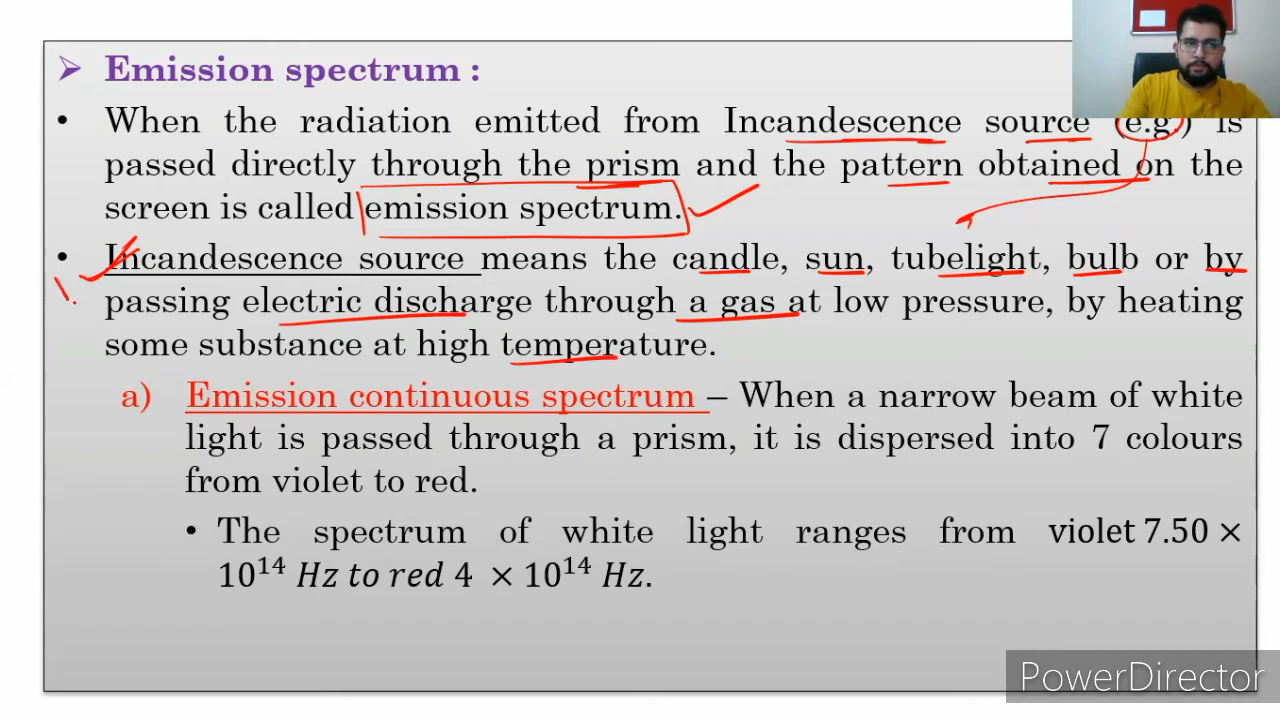 ➢ Emission spectrum :
• When the radiation emitted from Incandescence source (e.g.) is
passed directly through the prism and the pattern obtained on the
screen is called emission spectrum.
• Incandescence source means the candle, sun, tubelight, bulb or by
passing electric discharge through a gas at low pressure, by heating
some substance at high temperature.
a) Emission continuous spectrum – When a narrow beam of white
light is passed through a prism, it is dispersed into 7 colours
from violet to red.
• The spectrum of white light ranges from violet 7.50 ×
10¹⁴ Hz to red 4 × 10¹⁴ Hz.
PowerDirector